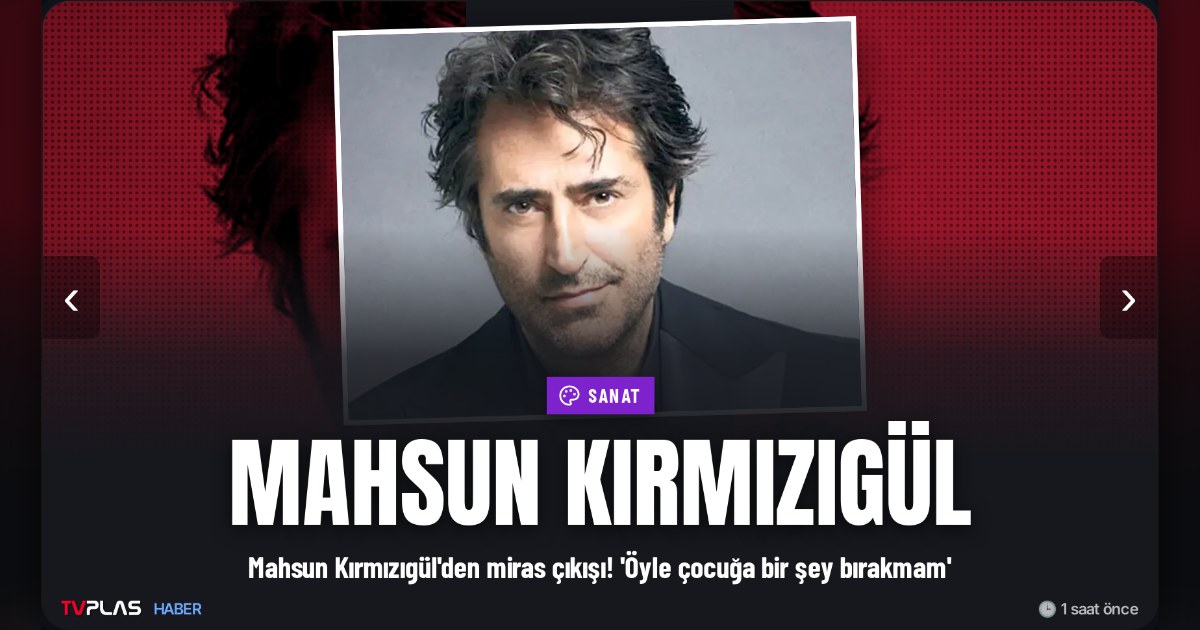 SANAT
MAHSUN KIRMIZIGÜL
Mahsun Kırmızıgül'den miras çıkışı! 'Öyle çocuğa bir şey bırakmam'
TVPLAS HABER
1 saat önce